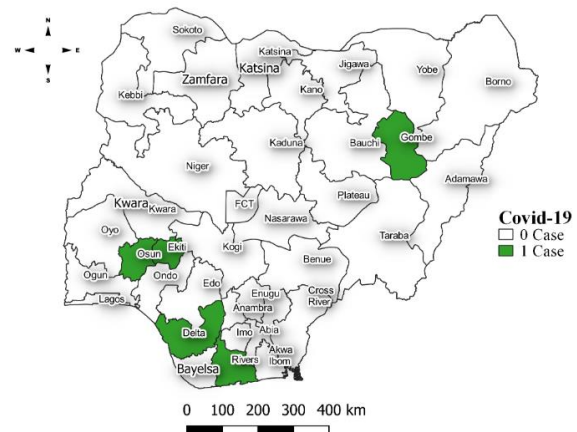 N
W E
S
Sokoto
Katsina
Katsina
Zamfara
Jigawa
Yobe
Borno
Kano
Kebbi
Gombe
Kaduna
Bauchi
Niger
Adamawa
Plateau
FCT
Kwara
Kwara
Nasarawa
Oyo
Taraba
Osun
Ekiti
Kogi
Benue
Ogun
Ondo
Edo
Lagos
Enugu
Cross
River
Anambra
Delta
Imo
Abia
Akwa
Ibom
Rivers
Bayelsa
Covid-19
0 Case
1 Case
0 100 200 300 400 km